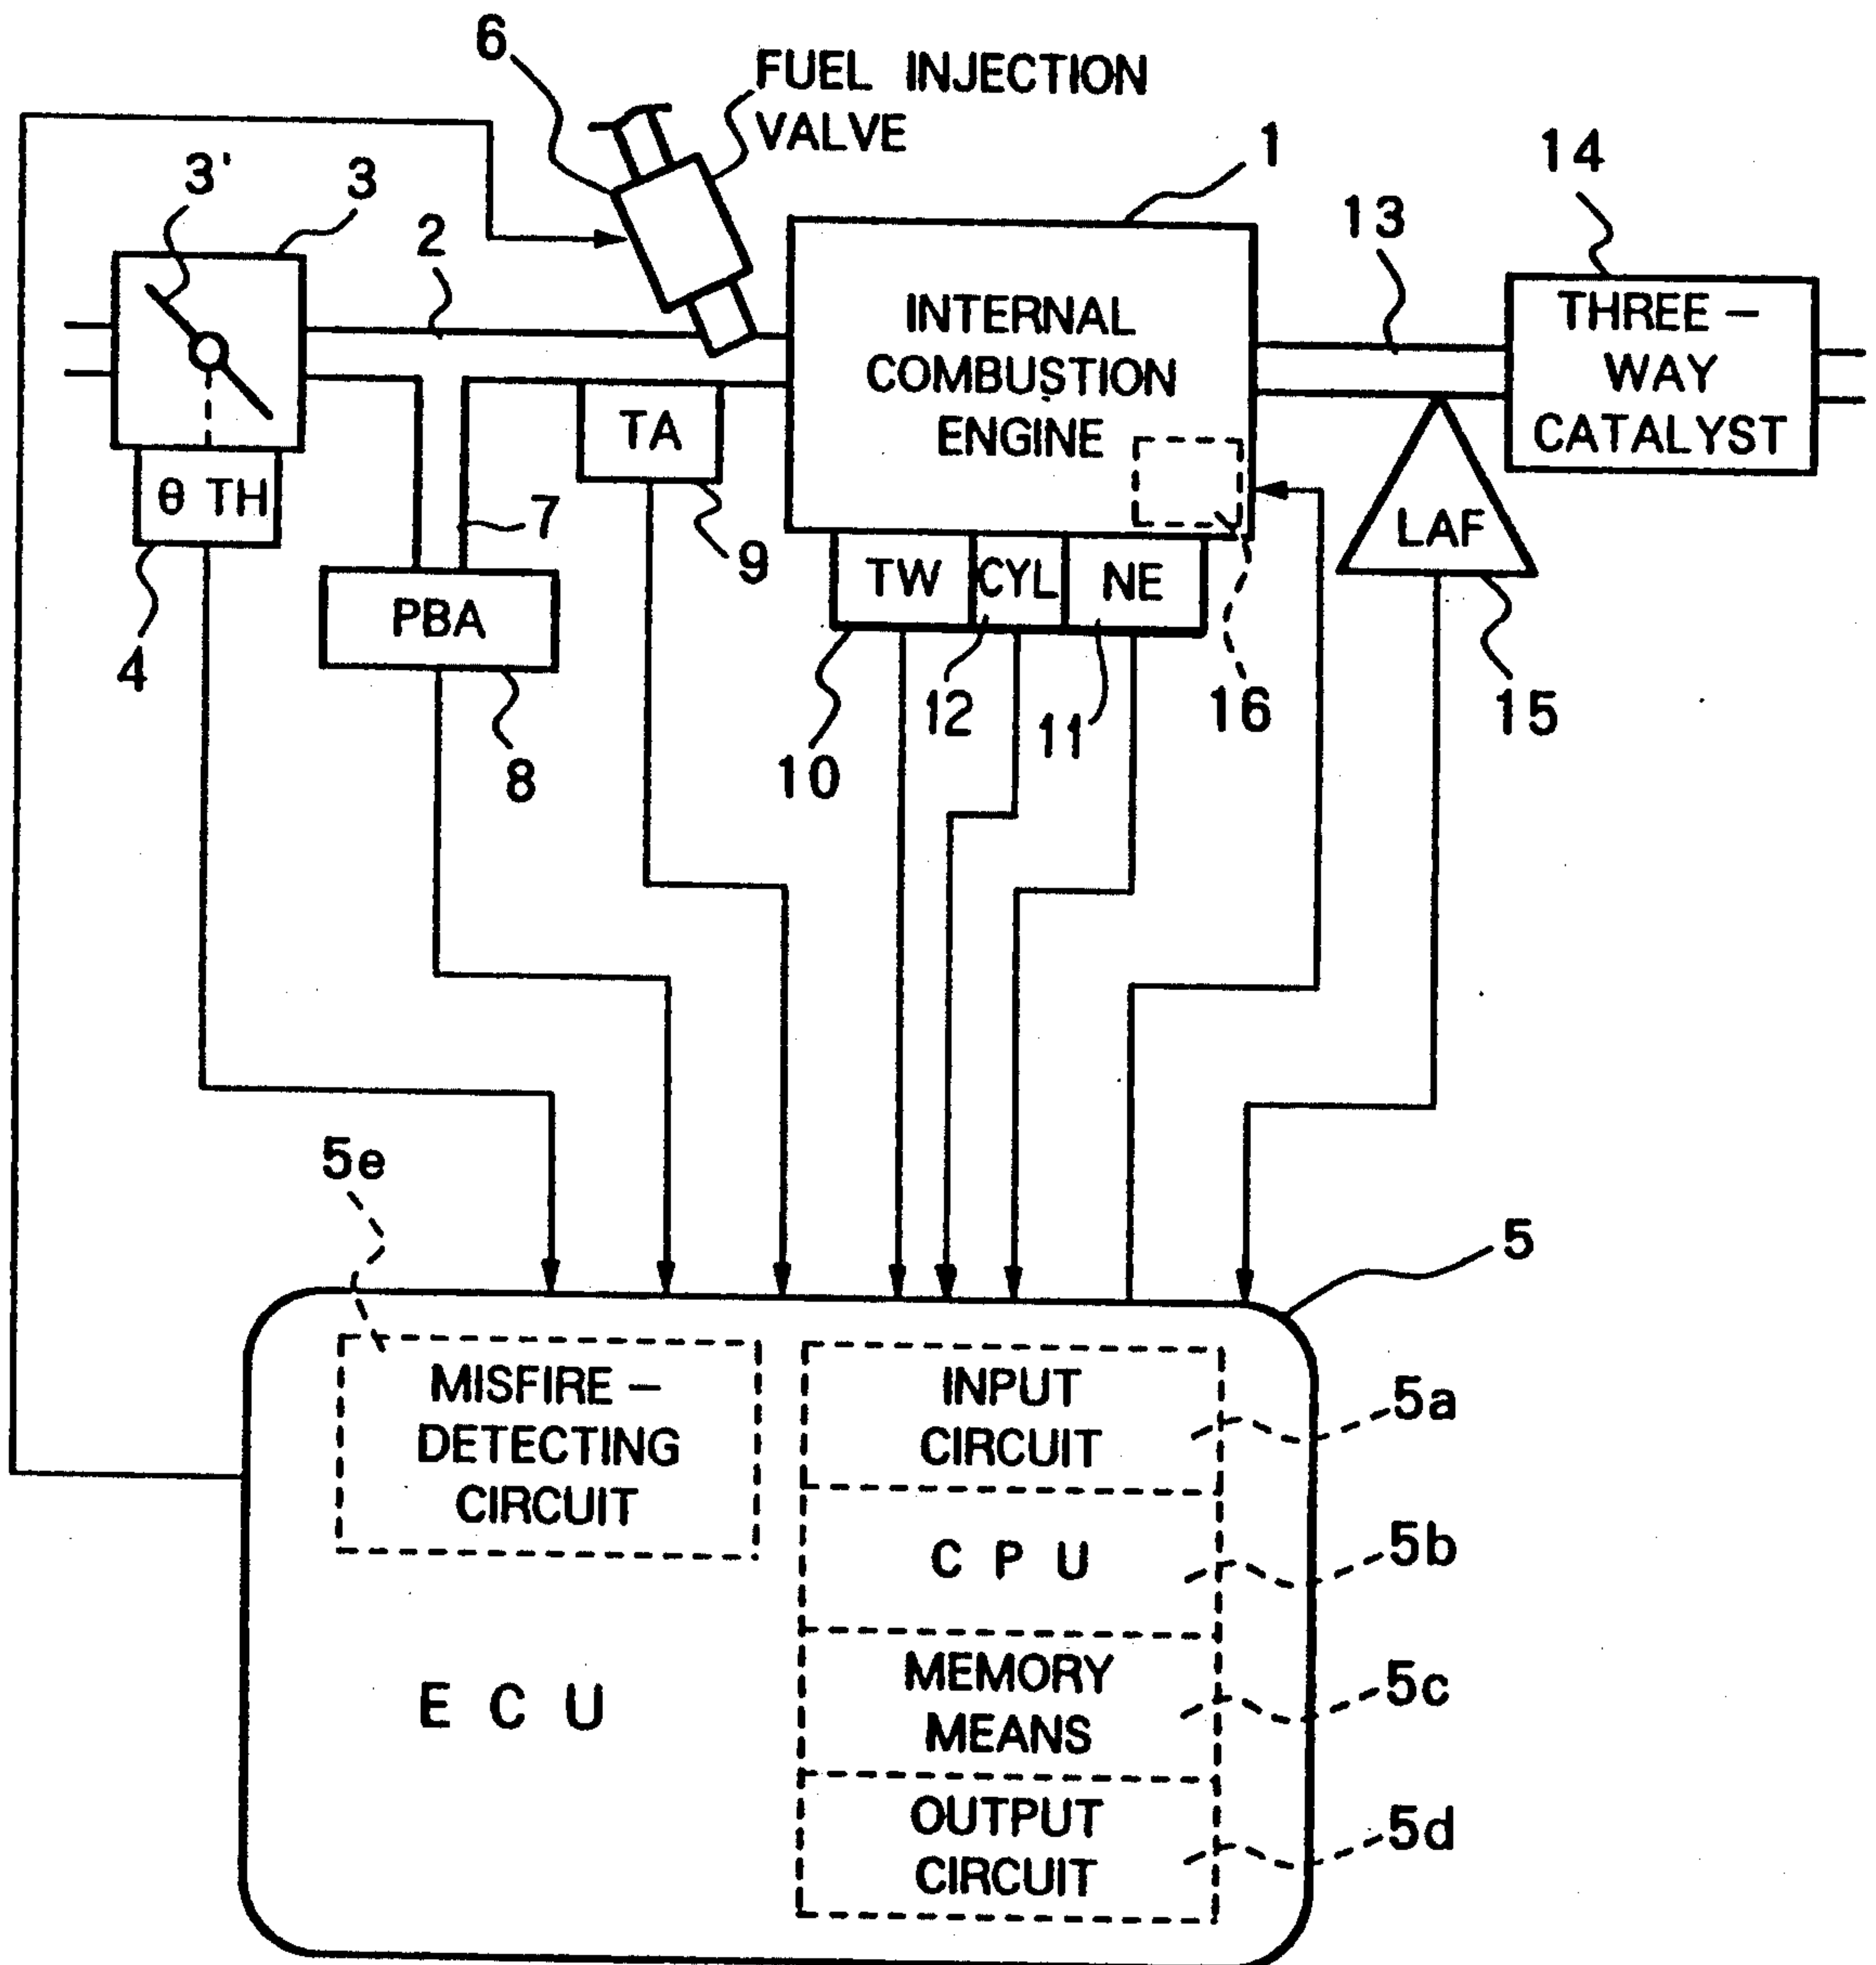 6
FUEL INJECTION
VALVE
1
14
3'
3
2
13
INTERNAL
COMBUSTION
ENGINE
THREE –
WAY
CATALYST
TA
θ TH
7
9
LAF
TW
CYL
NE
PBA
4
12
11
16
15
10
8
5e
5
MISFIRE –
DETECTING
CIRCUIT
INPUT
CIRCUIT
5a
C P U
5b
E C U
MEMORY
MEANS
5c
OUTPUT
CIRCUIT
5d